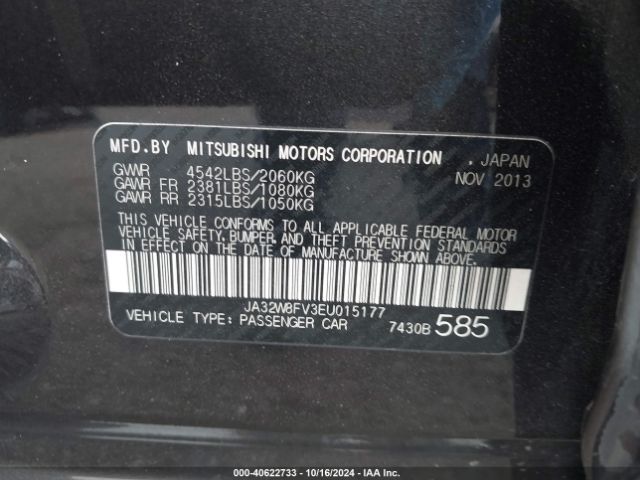 MFD.BY MITSUBISHI MOTORS CORPORATION , JAPAN
GVWR 4542LBS/2060KG NOV 2013
GAWR FR 2381LBS/1080KG
GAWR RR 2315LBS/1050KG
THIS VEHICLE CONFORMS TO ALL APPLICABLE FEDERAL MOTOR
VEHICLE SAFETY, BUMPER, AND THEFT PREVENTION STANDARDS
IN EFFECT ON THE DATE OF MANUFACTURE SHOWN ABOVE.
JA32W8FV3EU015177
VEHICLE TYPE: PASSENGER CAR 7430B 585
000-40622733 - 10/16/2024 - IAA Inc.